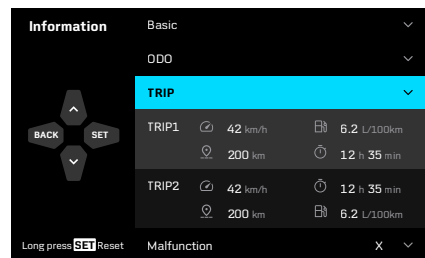 Information
Basic
ODO
TRIP
BACK
SET
TRIP1 42 km/h 6.2 L/100km
200 km 12 h 35 min
TRIP2 42 km/h 12 h 35 min
200 km 6.2 L/100km
Long press SET Reset
Malfunction X